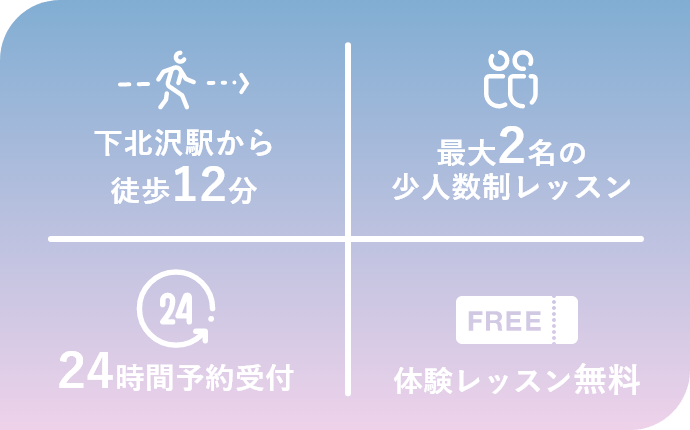 下北沢駅から
徒歩12分
最大2名の
少人数制レッスン
24
24時間予約受付
FREE
体験レッスン無料